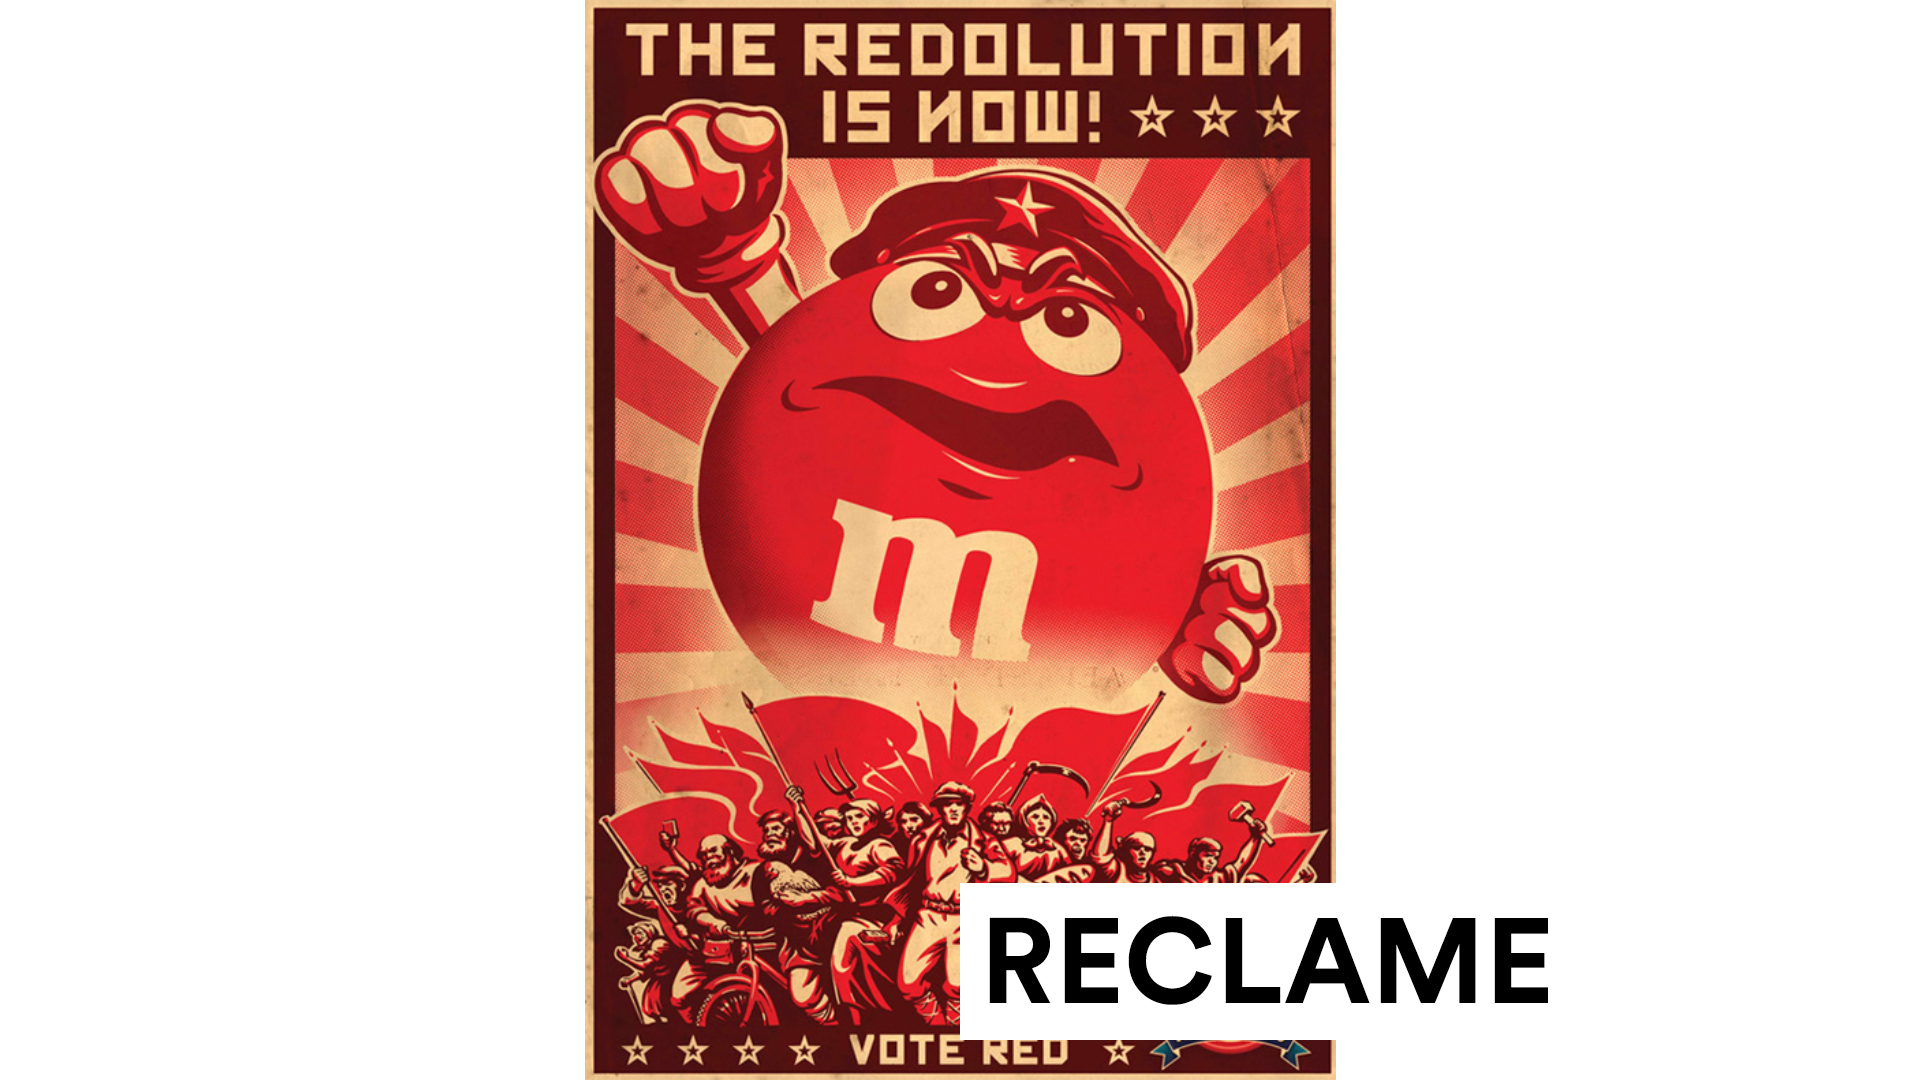 THE REDOLUTION
IS NOW!
m
RECLAME
VOTE RED